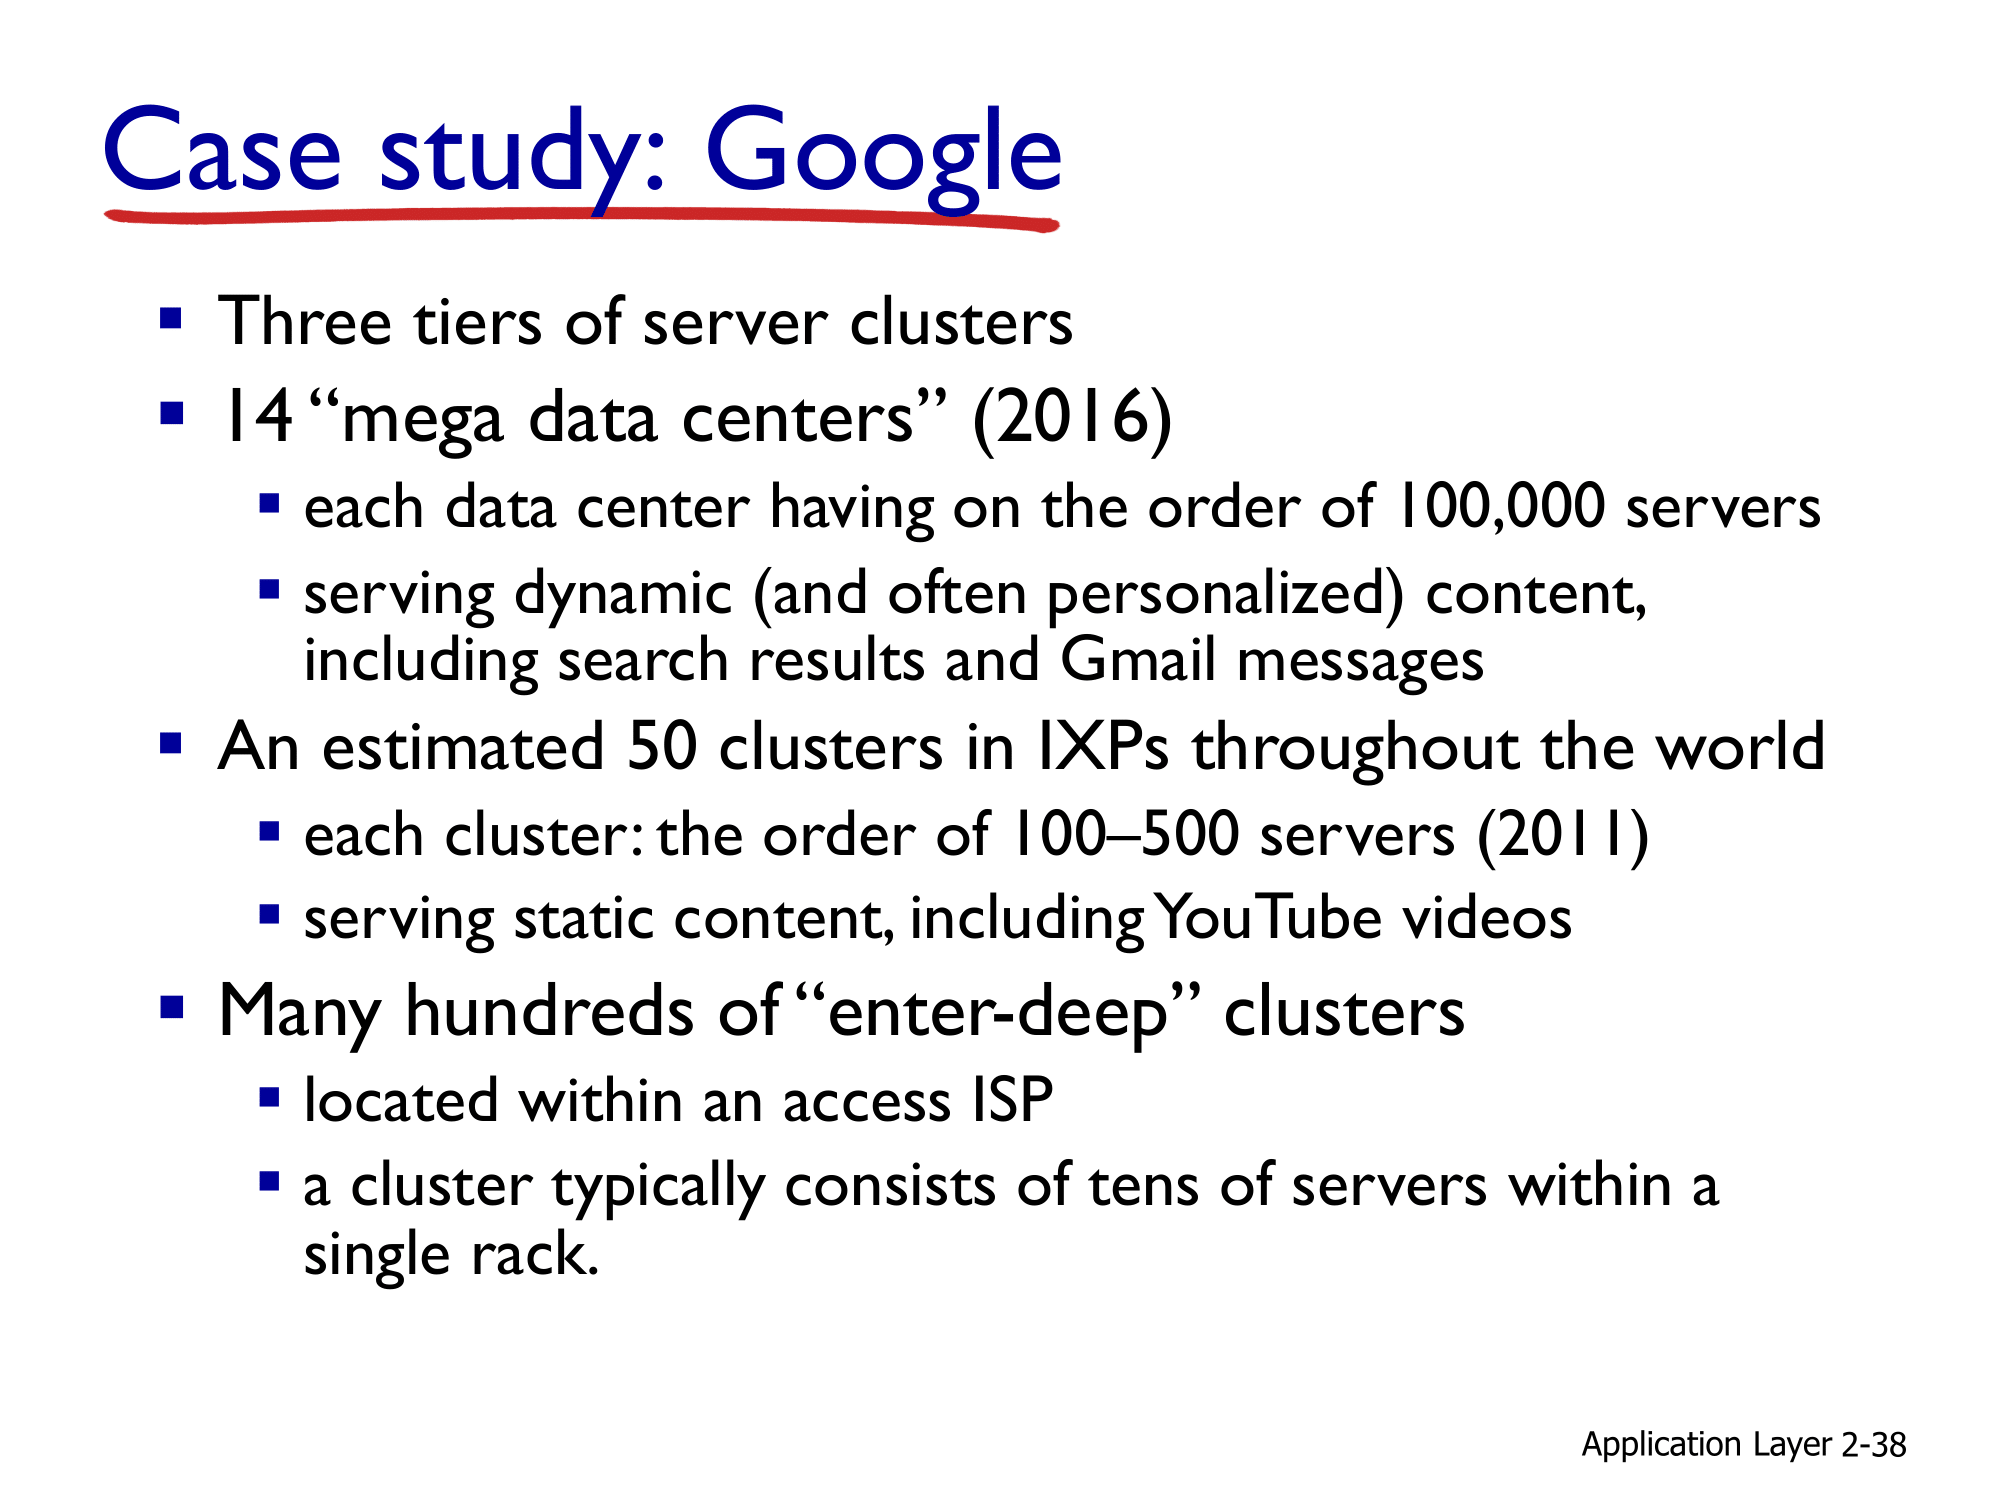 Case study: Google
Three tiers of server clusters
14 “mega data centers” (2016)
each data center having on the order of 100,000 servers
serving dynamic (and often personalized) content,
including search results and Gmail messages
An estimated 50 clusters in IXPs throughout the world
each cluster: the order of 100–500 servers (2011)
serving static content, including YouTube videos
Many hundreds of “enter-deep” clusters
located within an access ISP
a cluster typically consists of tens of servers within a
single rack.
Application Layer 2-38